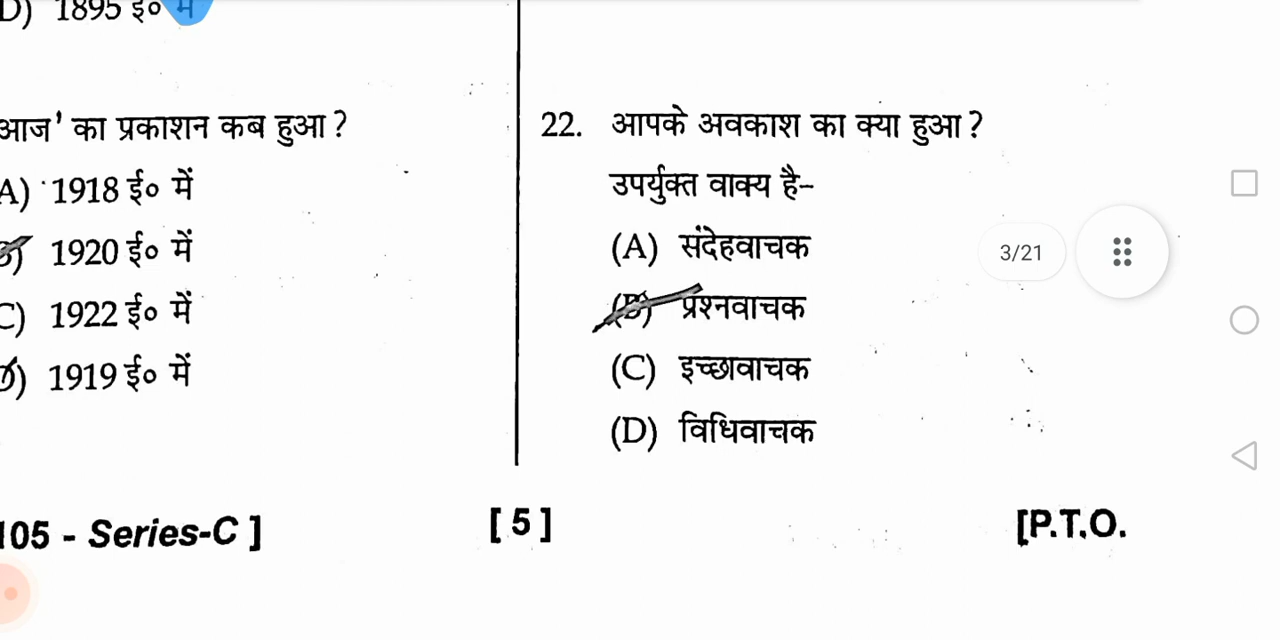 D) 1895 ई० में
आज' का प्रकाशन कब हुआ?
A) 1918 ई० में
B) 1920 ई० में
C) 1922 ई० में
D) 1919 ई० में
22. आपके अवकाश का क्या हुआ?
उपर्युक्त वाक्य है-
(A) संदेहवाचक
(B) प्रश्नवाचक
(C) इच्छावाचक
(D) विधिवाचक
3/21
105 - Series-C ]
[ 5 ]
[P.T.O.